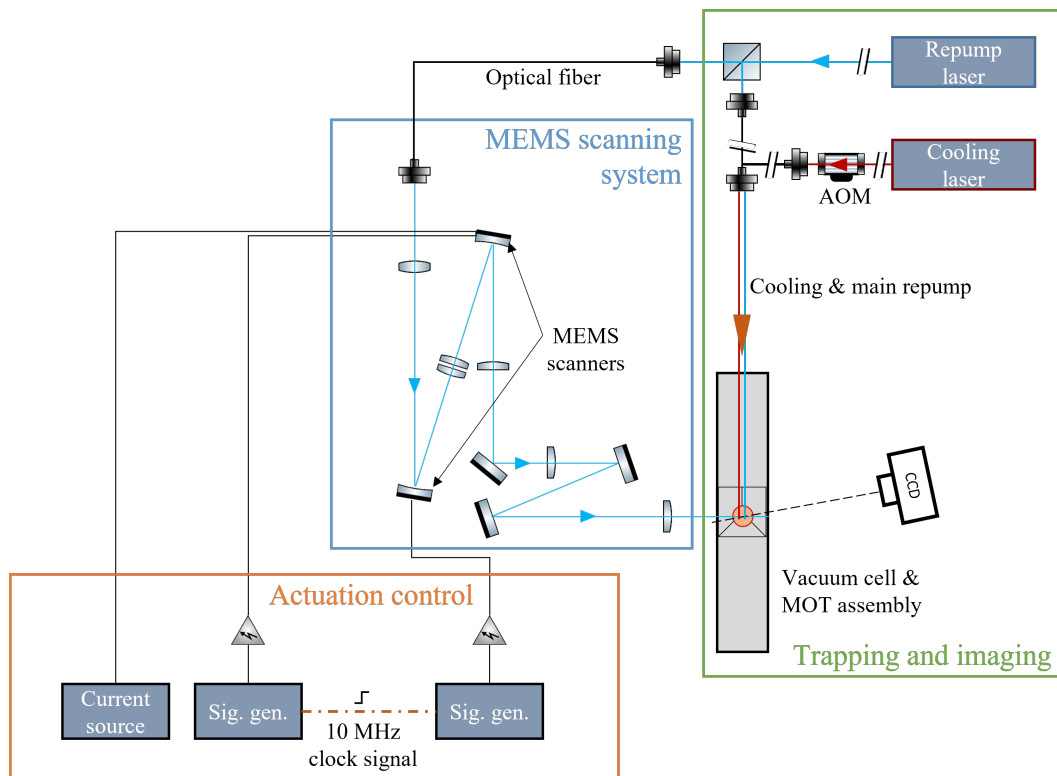 Repump
laser
Optical fiber
MEMS scanning
system
Cooling
laser
AOM
Cooling & main repump
MEMS
scanners
CCD
Vacuum cell &
MOT assembly
Trapping and imaging
Actuation control
Current
source
Sig. gen.
10 MHz
clock signal
Sig. gen.